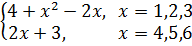 4 + x² − 2x, x = 1,2,3
2x + 3, x = 4,5,6